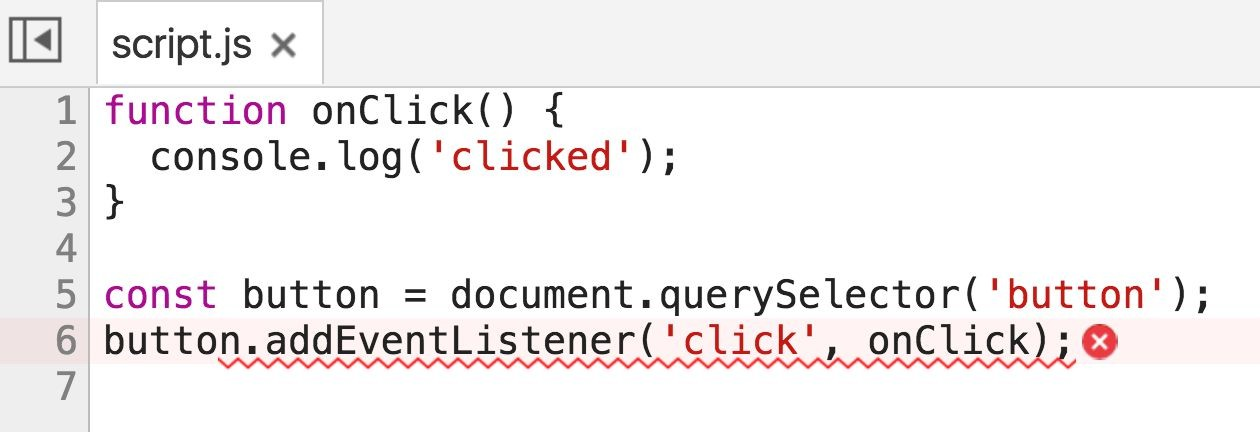 script.js ×
1 function onClick() {
2   console.log('clicked');
3 }
4
5 const button = document.querySelector('button');
6 button.addEventListener('click', onClick);
7